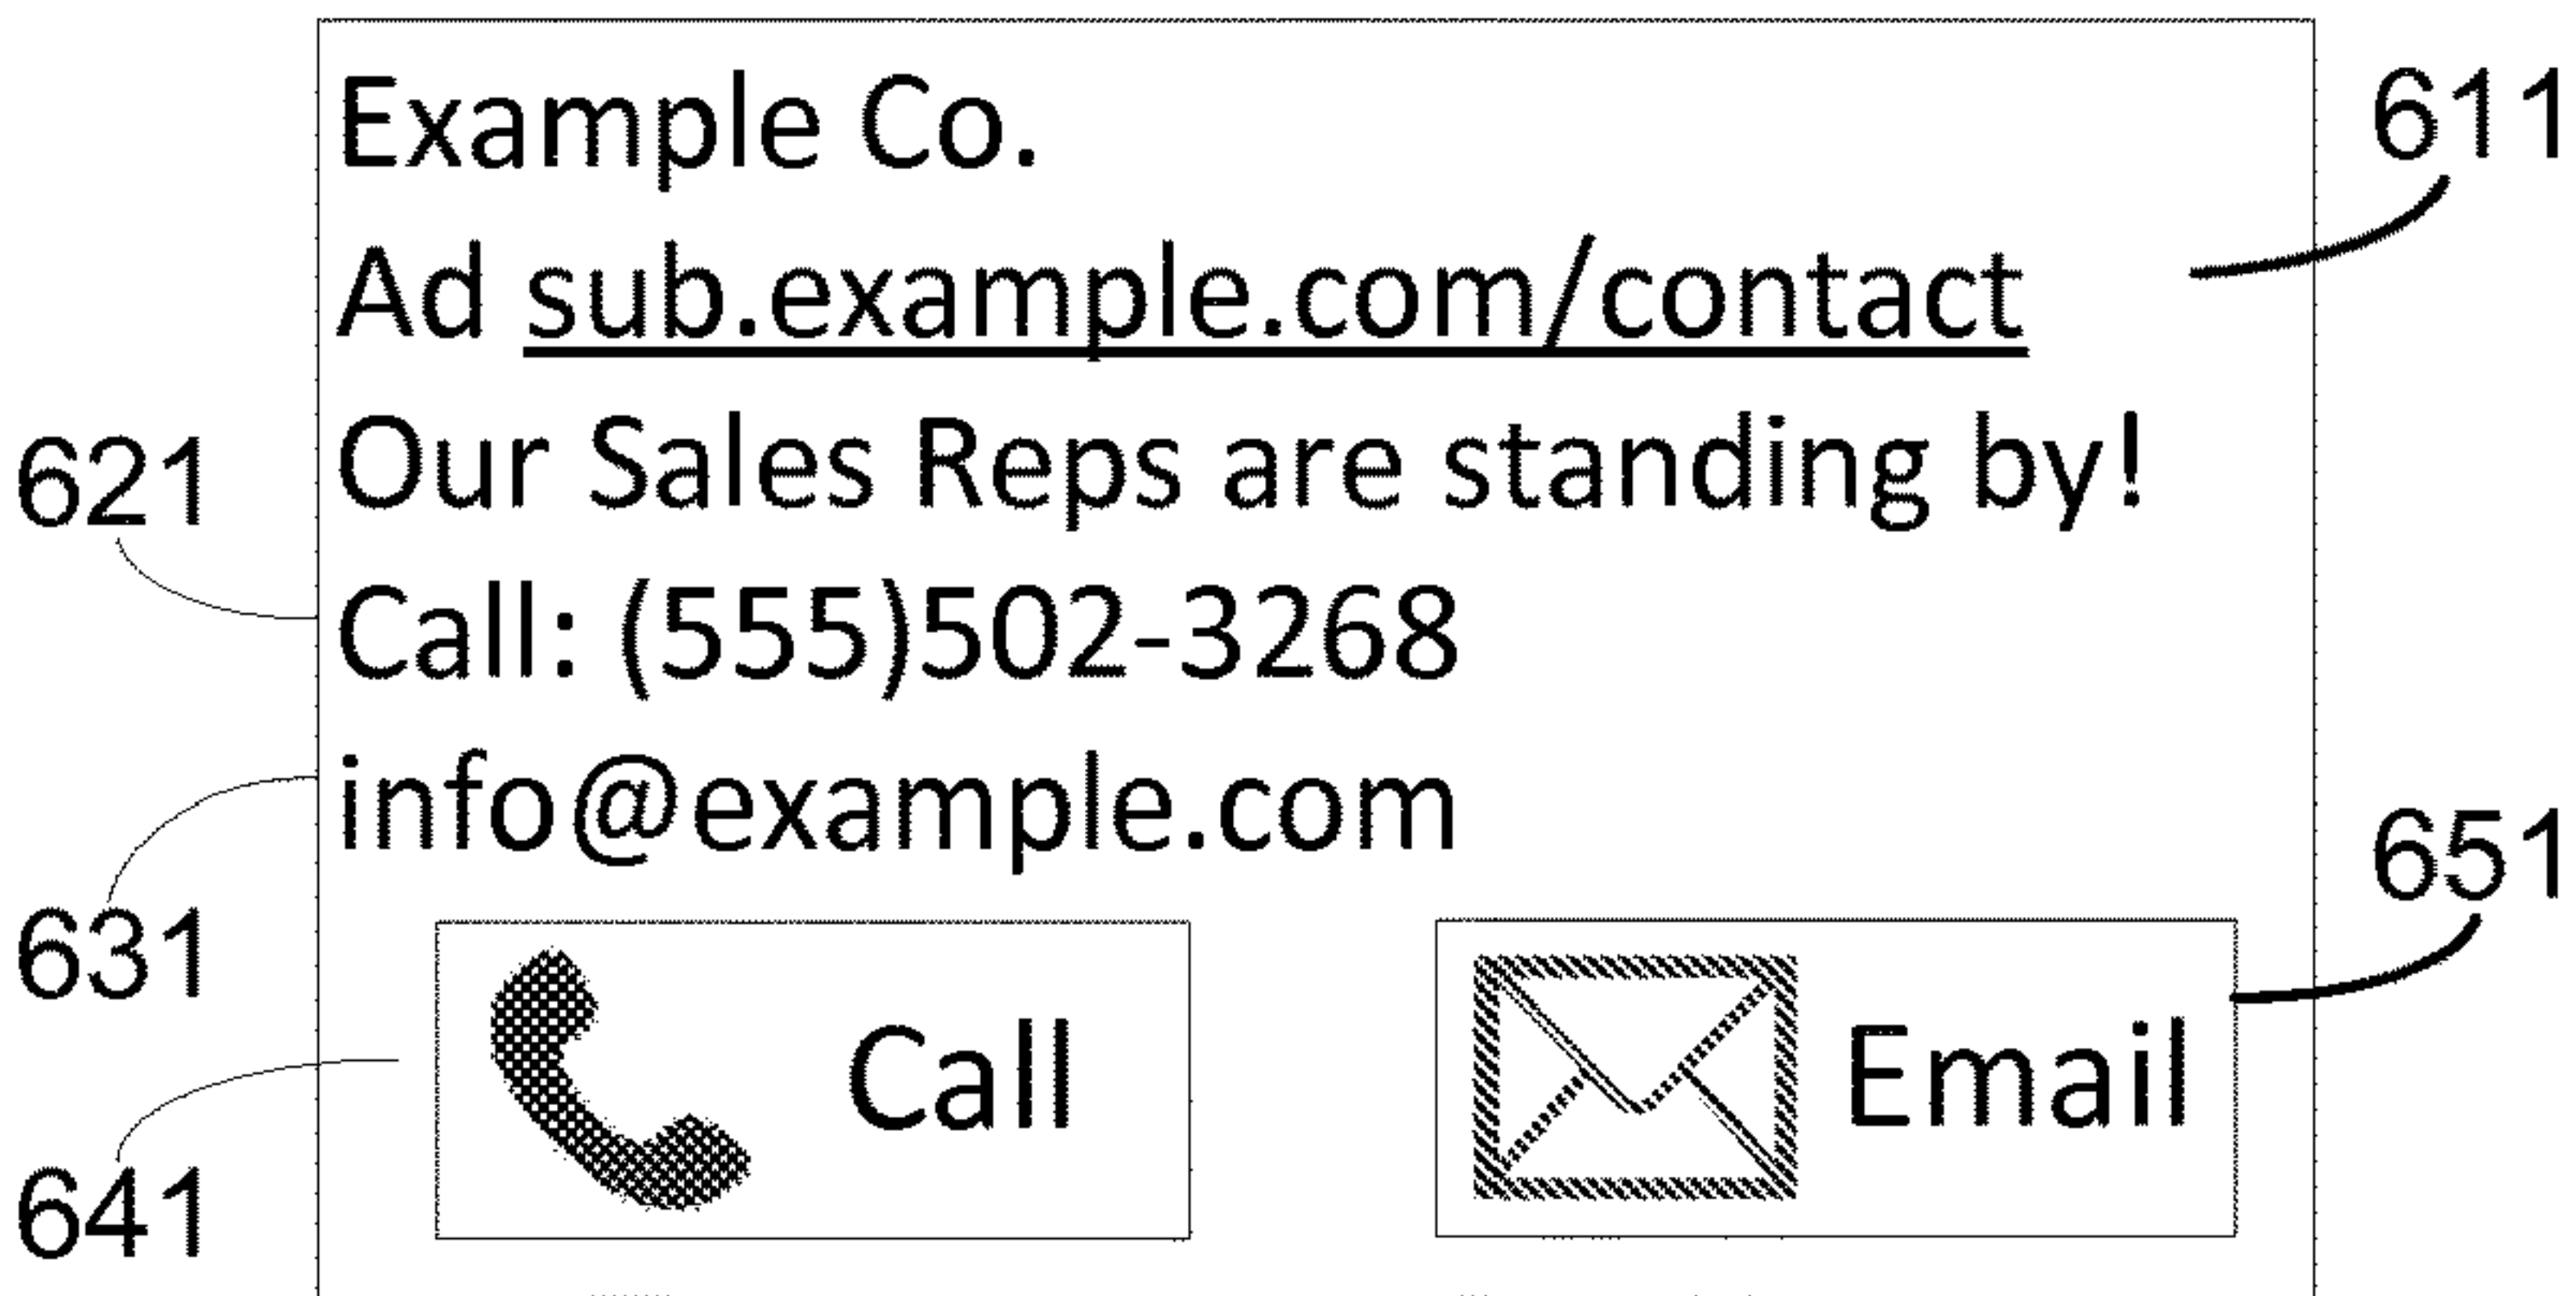 Example Co.
611
Ad sub.example.com/contact
621
Our Sales Reps are standing by!
Call: (555)502-3268
info@example.com
631
651
Call
Email
641